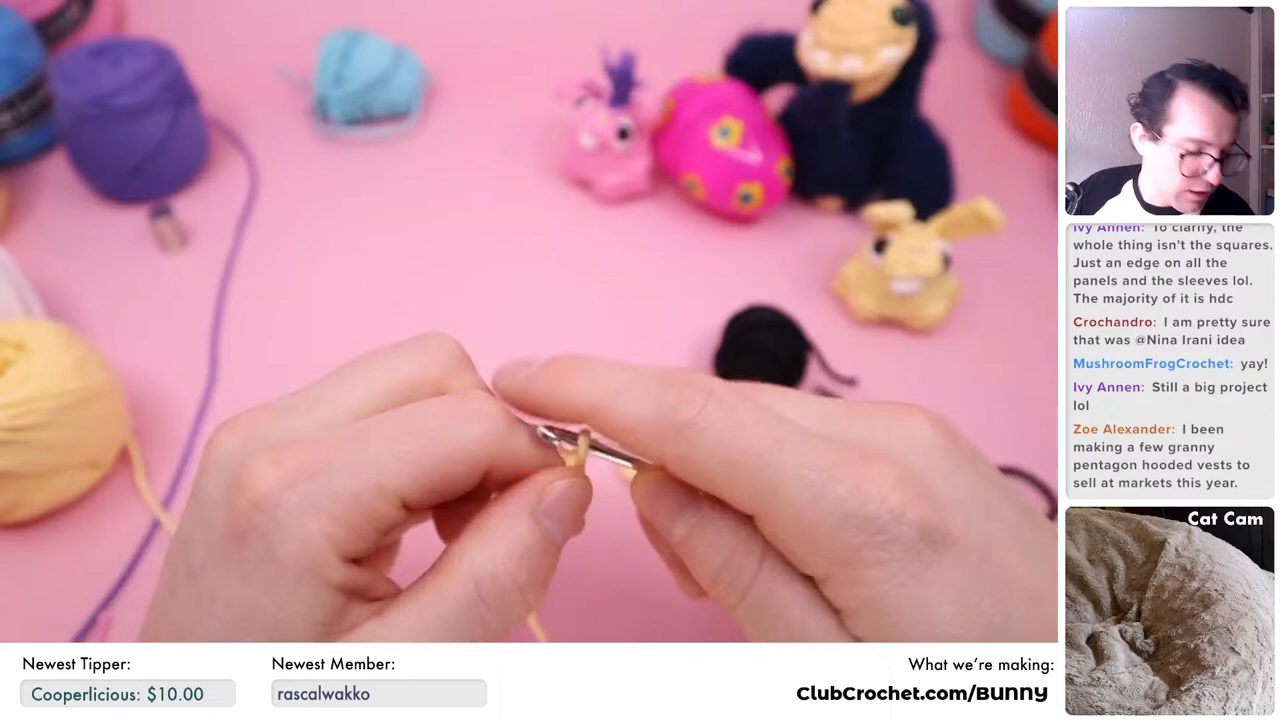 Ivy Annen: To clarify, the
whole thing isn't the squares.
Just an edge on all the
panels and the sleeves lol.
The majority of it is hdc
Crochandro: I am pretty sure
that was @Nina Irani idea
MushroomFrogCrochet: yay!
Ivy Annen: Still a big project
lol
Zoe Alexander: I been
making a few granny
pentagon hooded vests to
sell at markets this year.
Cat Cam
Newest Tipper:
Cooperlicious: $10.00
Newest Member:
rascalwakko
What we're making:
ClubCrochet.com/BUNNY